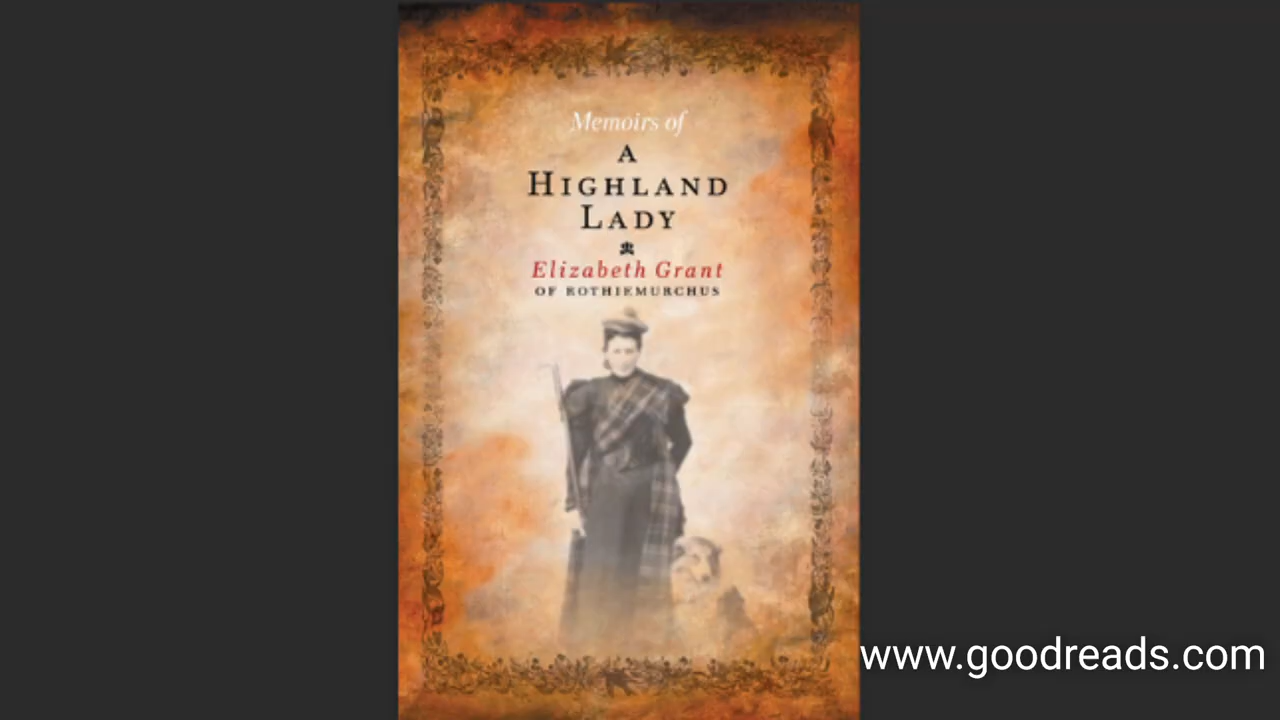 Memoirs of
A
HIGHLAND
LADY
Elizabeth Grant
OF ROTHIEMURCHUS
www.goodreads.com